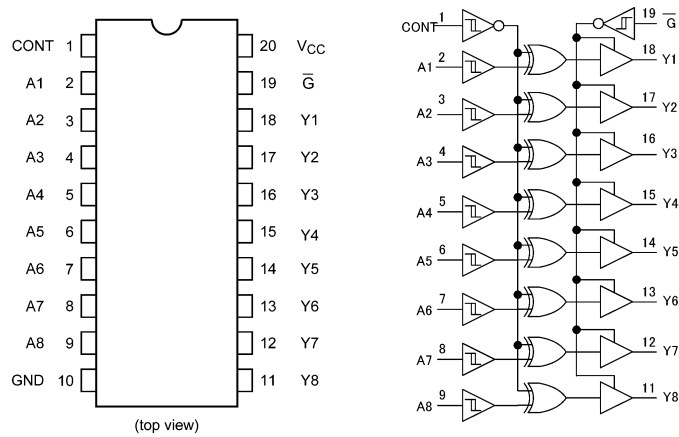 CONT 1 20 VCC
A1 2 19 G̅
A2 3 18 Y1
A3 4 17 Y2
A4 5 16 Y3
A5 6 15 Y4
A6 7 14 Y5
A7 8 13 Y6
A8 9 12 Y7
GND 10 11 Y8
(top view)
CONT 1 19 G̅
A1 2 18 Y1
A2 3 17 Y2
A3 4 16 Y3
A4 5 15 Y4
A5 6 14 Y5
A6 7 13 Y6
A7 8 12 Y7
A8 9 11 Y8